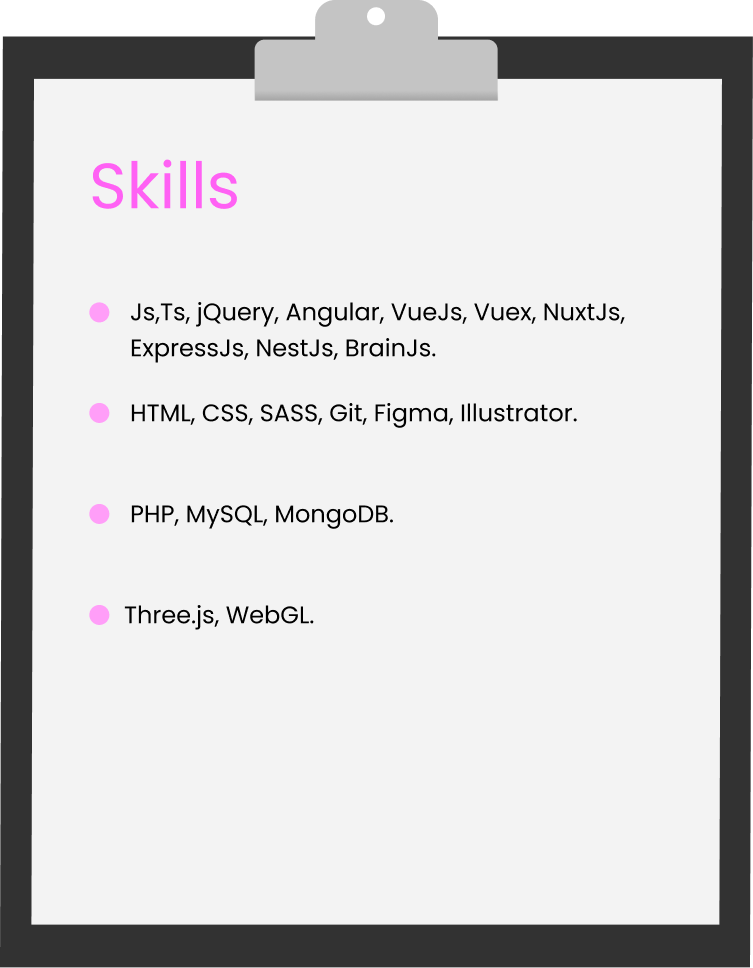 Skills
Js,Ts, jQuery, Angular, VueJs, Vuex, NuxtJs,
ExpressJs, NestJs, BrainJs.
HTML, CSS, SASS, Git, Figma, Illustrator.
PHP, MySQL, MongoDB.
Three.js, WebGL.